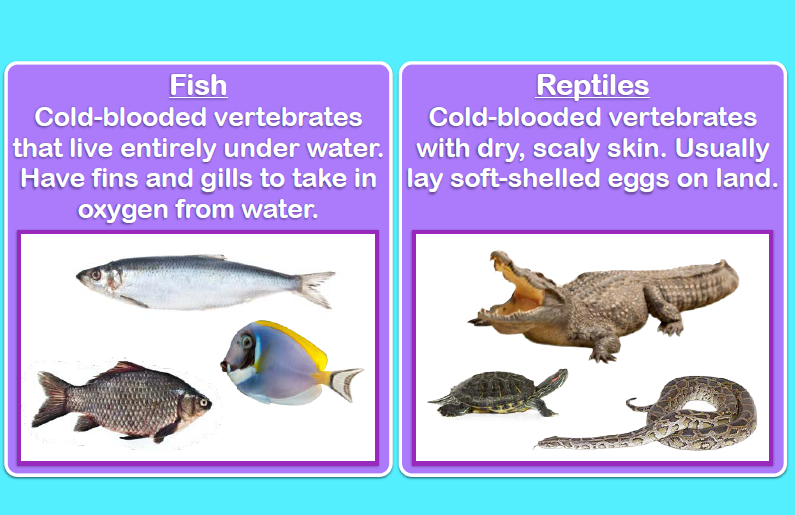 Fish
Cold-blooded vertebrates
that live entirely under water.
Have fins and gills to take in
oxygen from water.
Reptiles
Cold-blooded vertebrates
with dry, scaly skin. Usually
lay soft-shelled eggs on land.